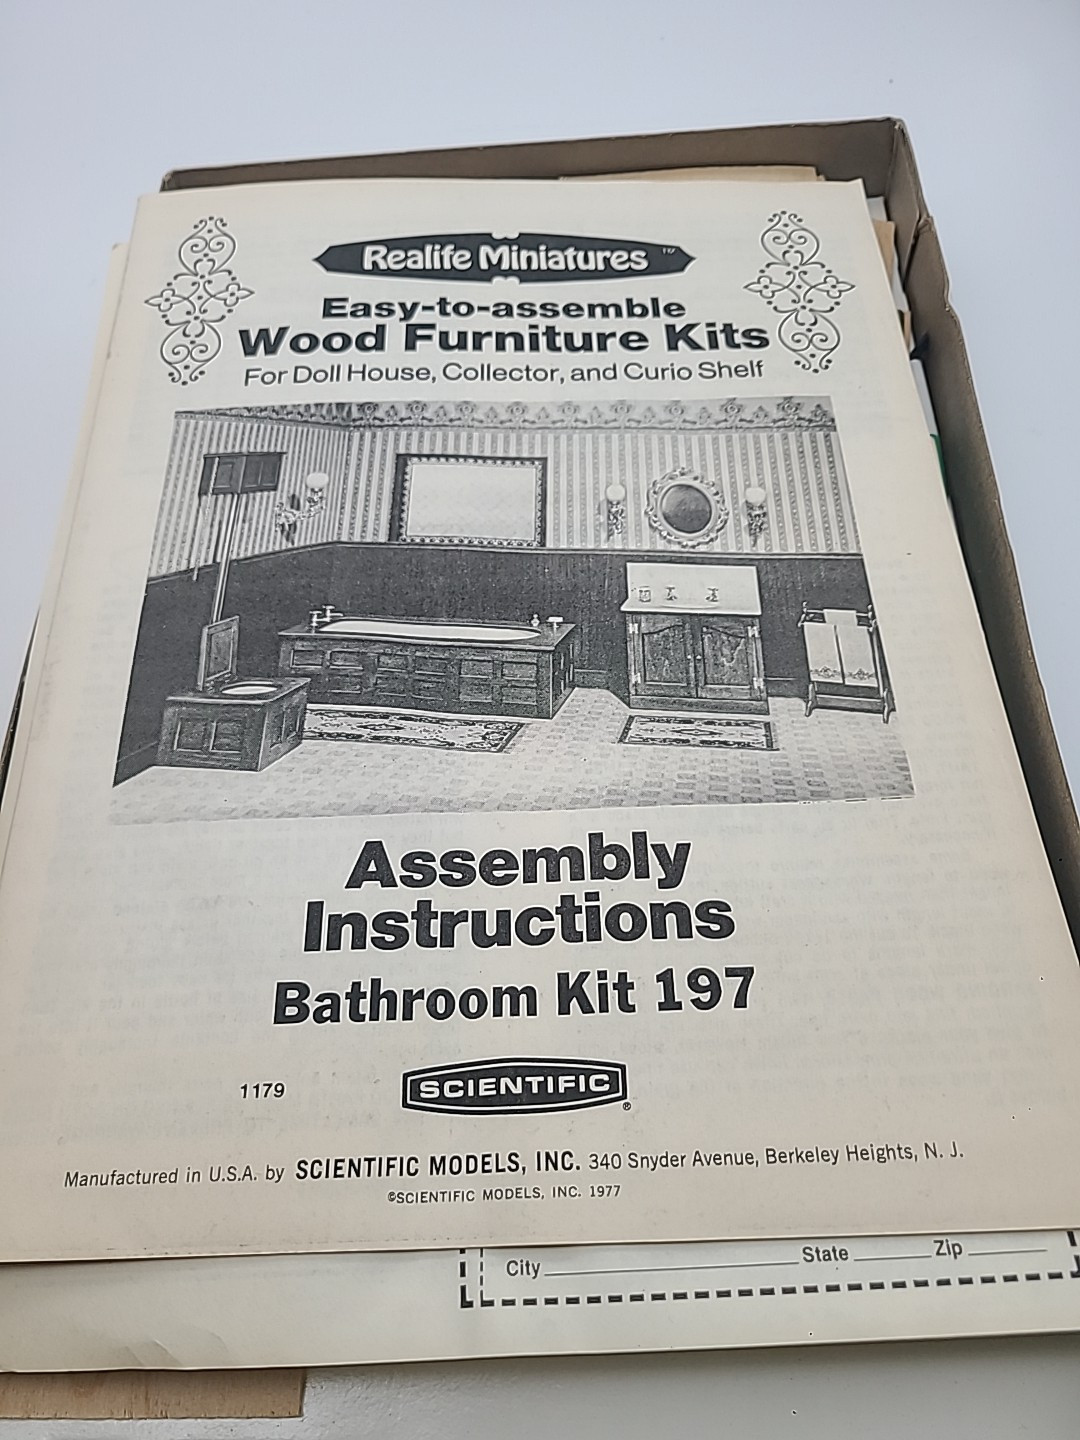 Realife Miniatures™
Easy-to-assemble
Wood Furniture Kits
For Doll House, Collector, and Curio Shelf
Assembly
Instructions
Bathroom Kit 197
1179
SCIENTIFIC®
Manufactured in U.S.A. by SCIENTIFIC MODELS, INC. 340 Snyder Avenue, Berkeley Heights, N. J.
©SCIENTIFIC MODELS, INC. 1977
City State Zip